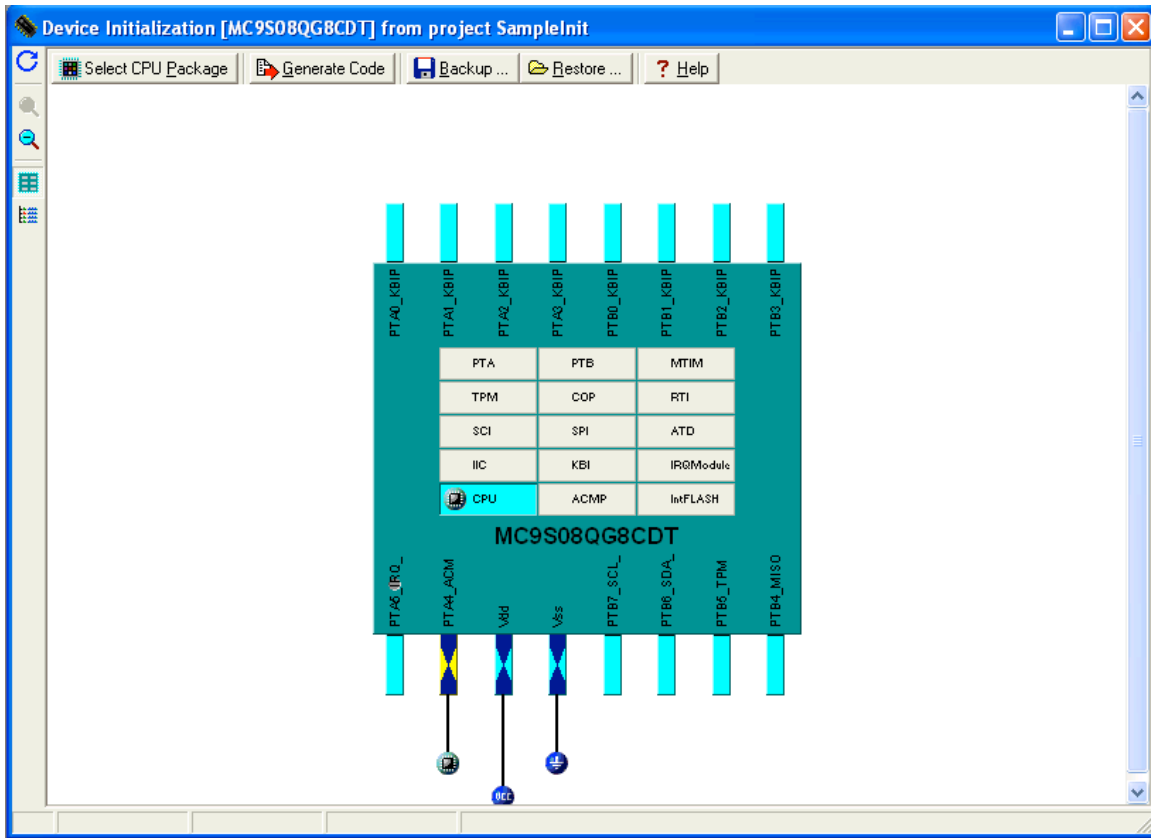 Device Initialization [MC9S08QG8CDT] from project SampleInit
Select CPU Package Generate Code Backup ... Restore ... ? Help
PTA0_KBIP PTA1_KBIP PTA2_KBIP PTA3_KBIP PTB0_KBIP PTB1_KBIP PTB2_KBIP PTB3_KBIP
PTA PTB MTIM
TPM COP RTI
SCI SPI ATD
IIC KBI IRQModule
CPU ACMP IntFLASH
MC9S08QG8CDT
PTA5_IRQ_ PTA4_ACM Vdd Vss PTB7_SCL_ PTB6_SDA_ PTB5_TPM PTB4_MISO
VCC